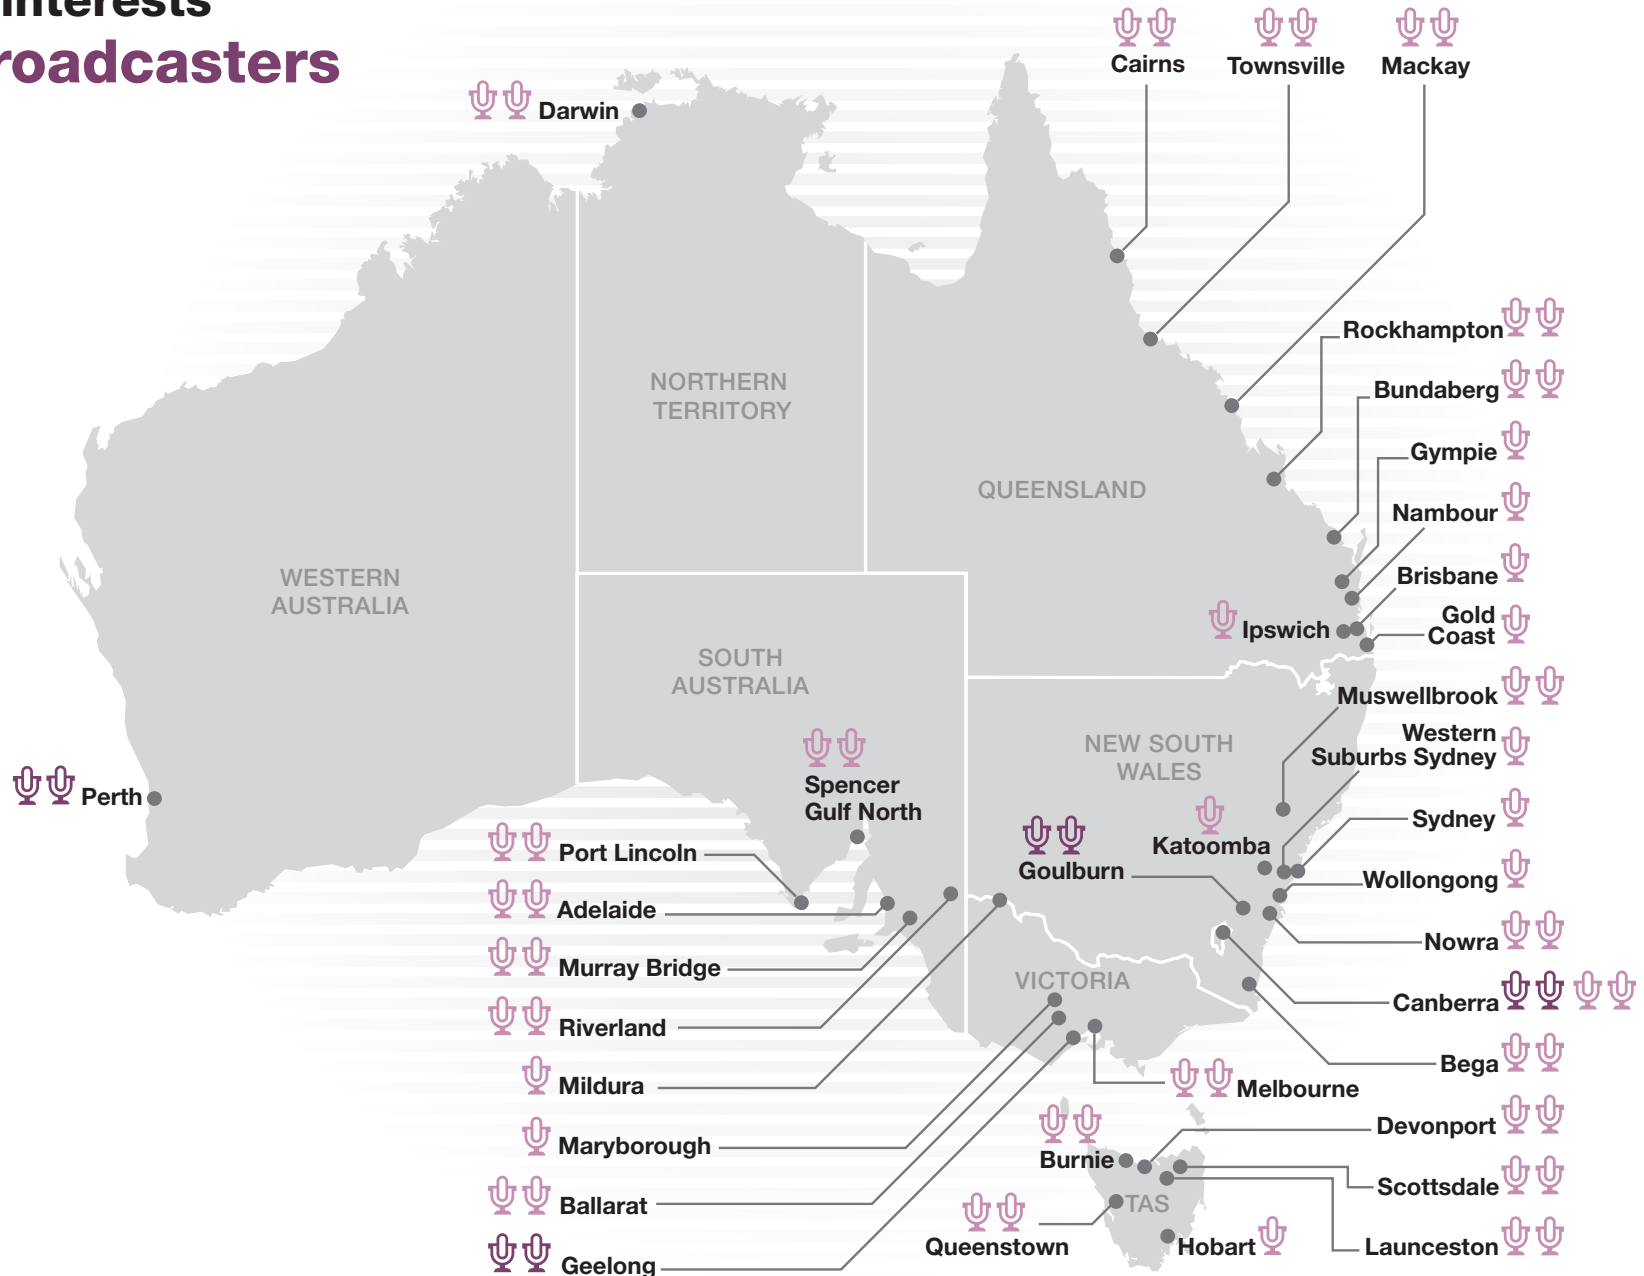 interests
roadcasters
Cairns
Townsville
Mackay
Darwin
Rockhampton
NORTHERN
TERRITORY
Bundaberg
Gympie
QUEENSLAND
Nambour
WESTERN
AUSTRALIA
Brisbane
Ipswich
Gold
Coast
SOUTH
AUSTRALIA
Muswellbrook
NEW SOUTH
WALES
Western
Suburbs Sydney
Spencer
Gulf North
Perth
Sydney
Katoomba
Port Lincoln
Goulburn
Wollongong
Adelaide
Nowra
Murray Bridge
VICTORIA
Canberra
Riverland
Bega
Mildura
Melbourne
Devonport
Maryborough
Burnie
Scottsdale
Ballarat
TAS
Queenstown
Hobart
Launceston
Geelong